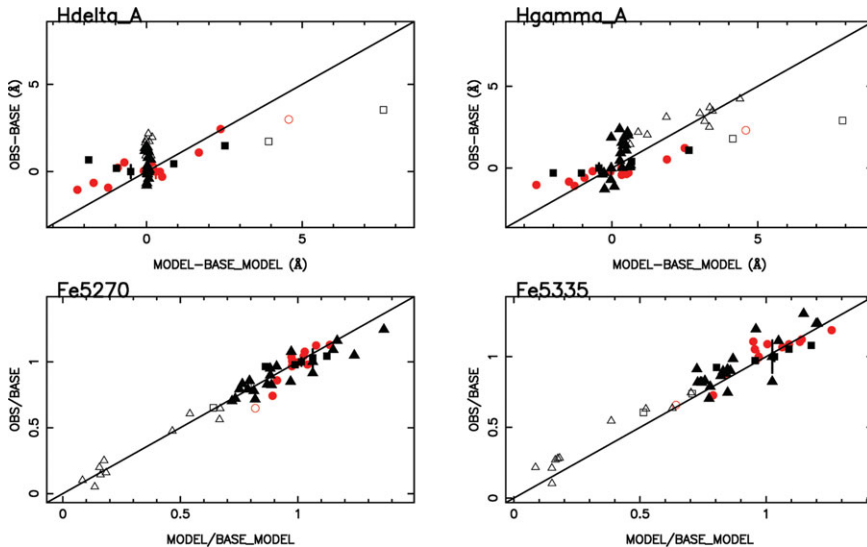 Hdelta_A
Hgamma_A
OBS-BASE (Å)
5
0
0
5
MODEL-BASE_MODEL (Å)
OBS-BASE (Å)
5
0
0
5
MODEL-BASE_MODEL (Å)
Fe5270
Fe5335
OBS/BASE
1
0.5
0
0
0.5
1
MODEL/BASE_MODEL
OBS/BASE
1
0.5
0
0
0.5
1
MODEL/BASE_MODEL